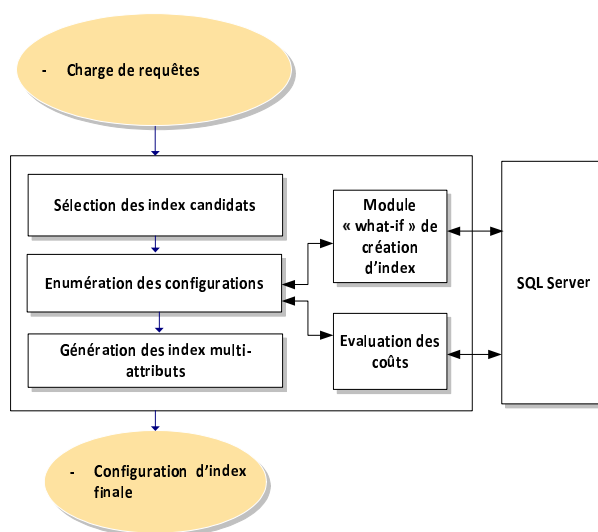 - Charge de requêtes
Sélection des index candidats
Module
« what-if » de
création
d'index
Enumération des configurations
SQL Server
Génération des index multi-
attributs
Evaluation des
coûts
- Configuration d'index
finale